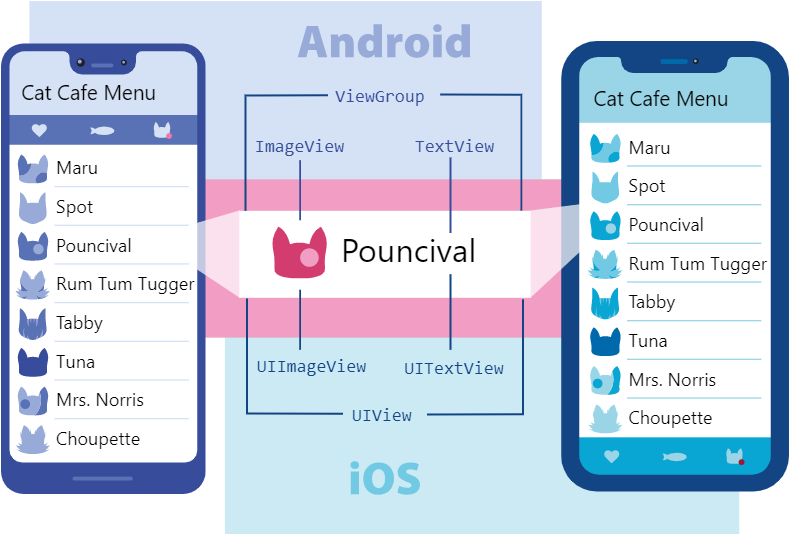 Android
Cat Cafe Menu
Maru
Spot
Pouncival
Rum Tum Tugger
Tabby
Tuna
Mrs. Norris
Choupette
ViewGroup
ImageView
TextView
Pouncival
UIImageView
UITextView
UIView
iOS
Cat Cafe Menu
Maru
Spot
Pouncival
Rum Tum Tugger
Tabby
Tuna
Mrs. Norris
Choupette